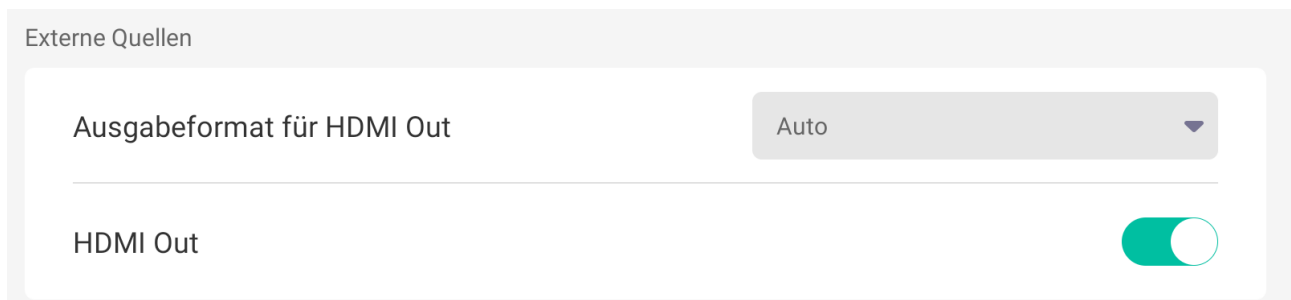 Externe Quellen
Ausgabeformat für HDMI Out
Auto
HDMI Out